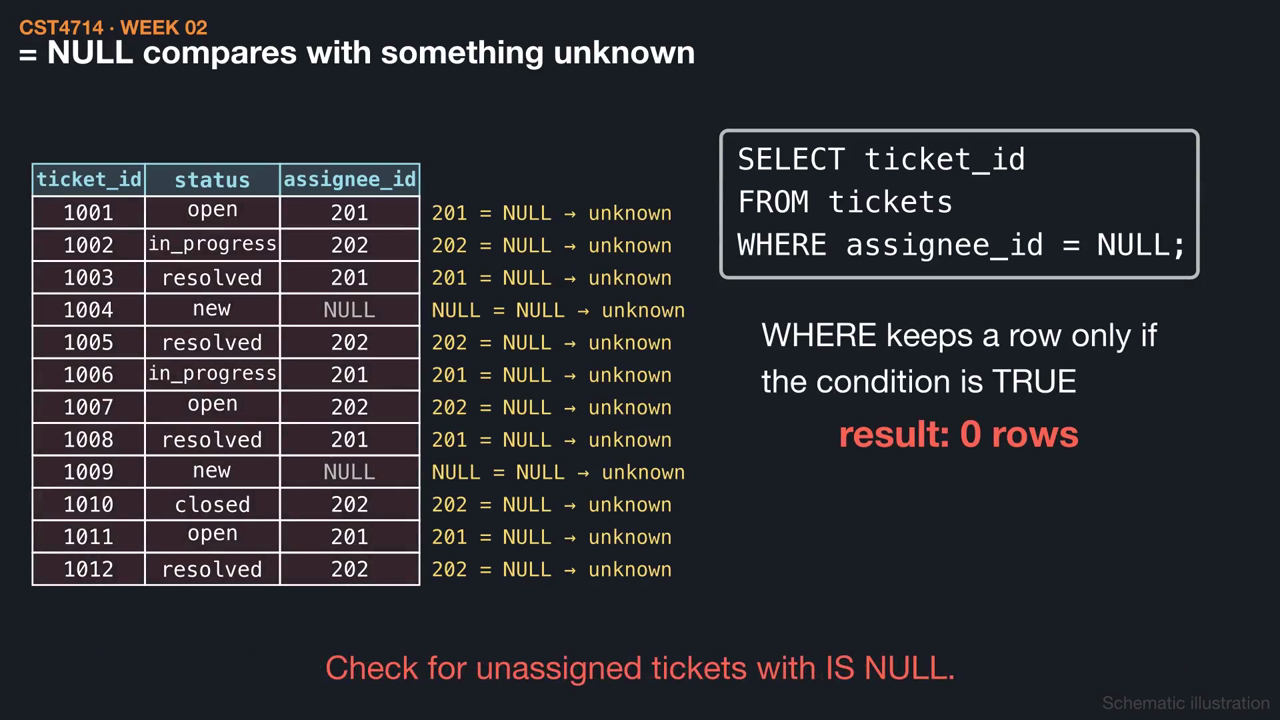 CST4714 · WEEK 02
= NULL compares with something unknown
ticket_id status assignee_id
1001 open 201 201 = NULL → unknown
1002 in_progress 202 202 = NULL → unknown
1003 resolved 201 201 = NULL → unknown
1004 new NULL NULL = NULL → unknown
1005 resolved 202 202 = NULL → unknown
1006 in_progress 201 201 = NULL → unknown
1007 open 202 202 = NULL → unknown
1008 resolved 201 201 = NULL → unknown
1009 new NULL NULL = NULL → unknown
1010 closed 202 202 = NULL → unknown
1011 open 201 201 = NULL → unknown
1012 resolved 202 202 = NULL → unknown
SELECT ticket_id
FROM tickets
WHERE assignee_id = NULL;
WHERE keeps a row only if
the condition is TRUE
result: 0 rows
Check for unassigned tickets with IS NULL.
Schematic illustration